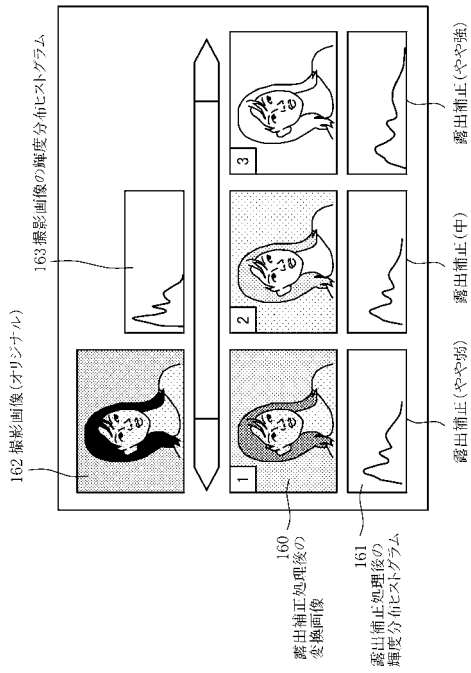 162 撮影画像(オリジナル)
163 撮影画像の輝度分布ヒストグラム
1
2
3
160
露出補正処理後の
変換画像
161
露出補正処理後の
輝度分布ヒストグラム
露出補正(やや弱)
露出補正(中)
露出補正(やや強)